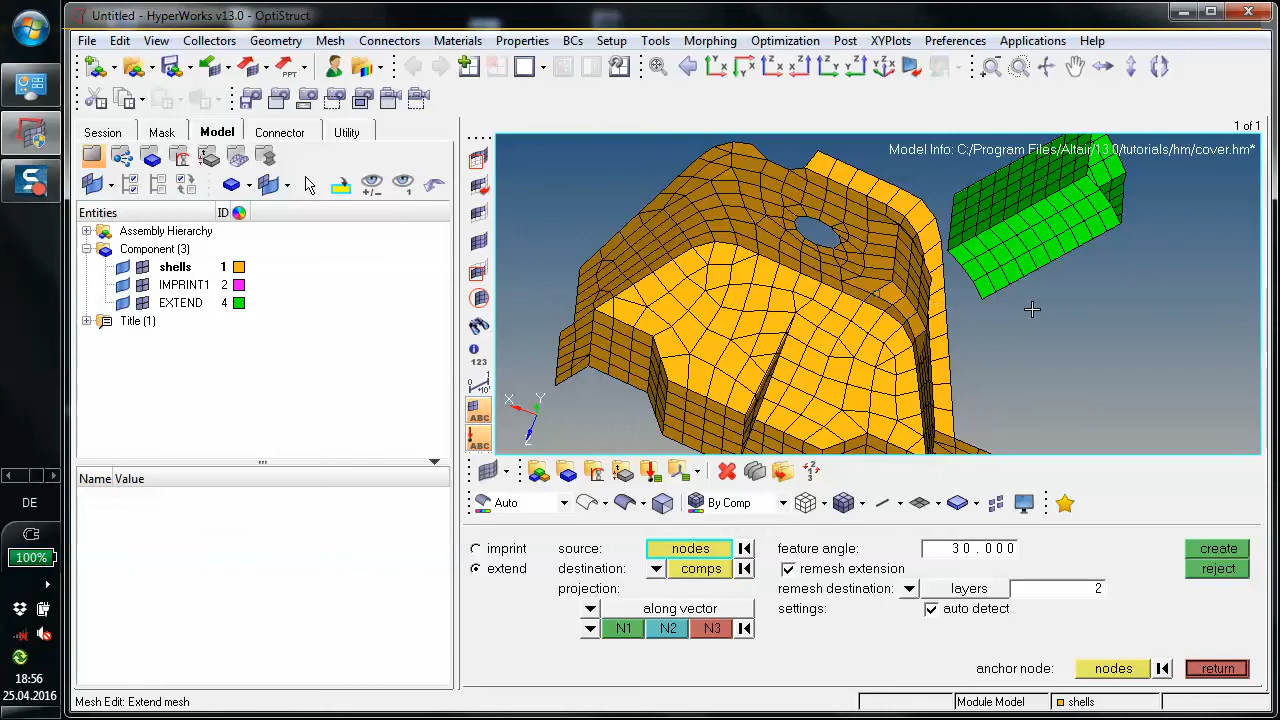 Untitled - HyperWorks v13.0 - OptiStruct
File Edit View Collectors Geometry Mesh Connectors Materials Properties BCs Setup Tools Morphing Optimization Post XYPlots Preferences Applications Help
Session Mask Model Connector Utility
1 of 1
Model Info: C:/Program Files/Altair/13.0/tutorials/hm/cover.hm*
Entities ID
Assembly Hierarchy
Component (3)
shells 1
IMPRINT1 2
EXTEND 4
Title (1)
123
ABC
ABC
X Y Z
Name Value
Auto By Comp
imprint source: nodes feature angle: 30.000 create
extend destination: comps remesh extension reject
projection: remesh destination: layers 2
along vector settings: auto detect
N1 N2 N3
anchor node: nodes return
Mesh Edit: Extend mesh Module Model shells
DE
100%
18:56
25.04.2016